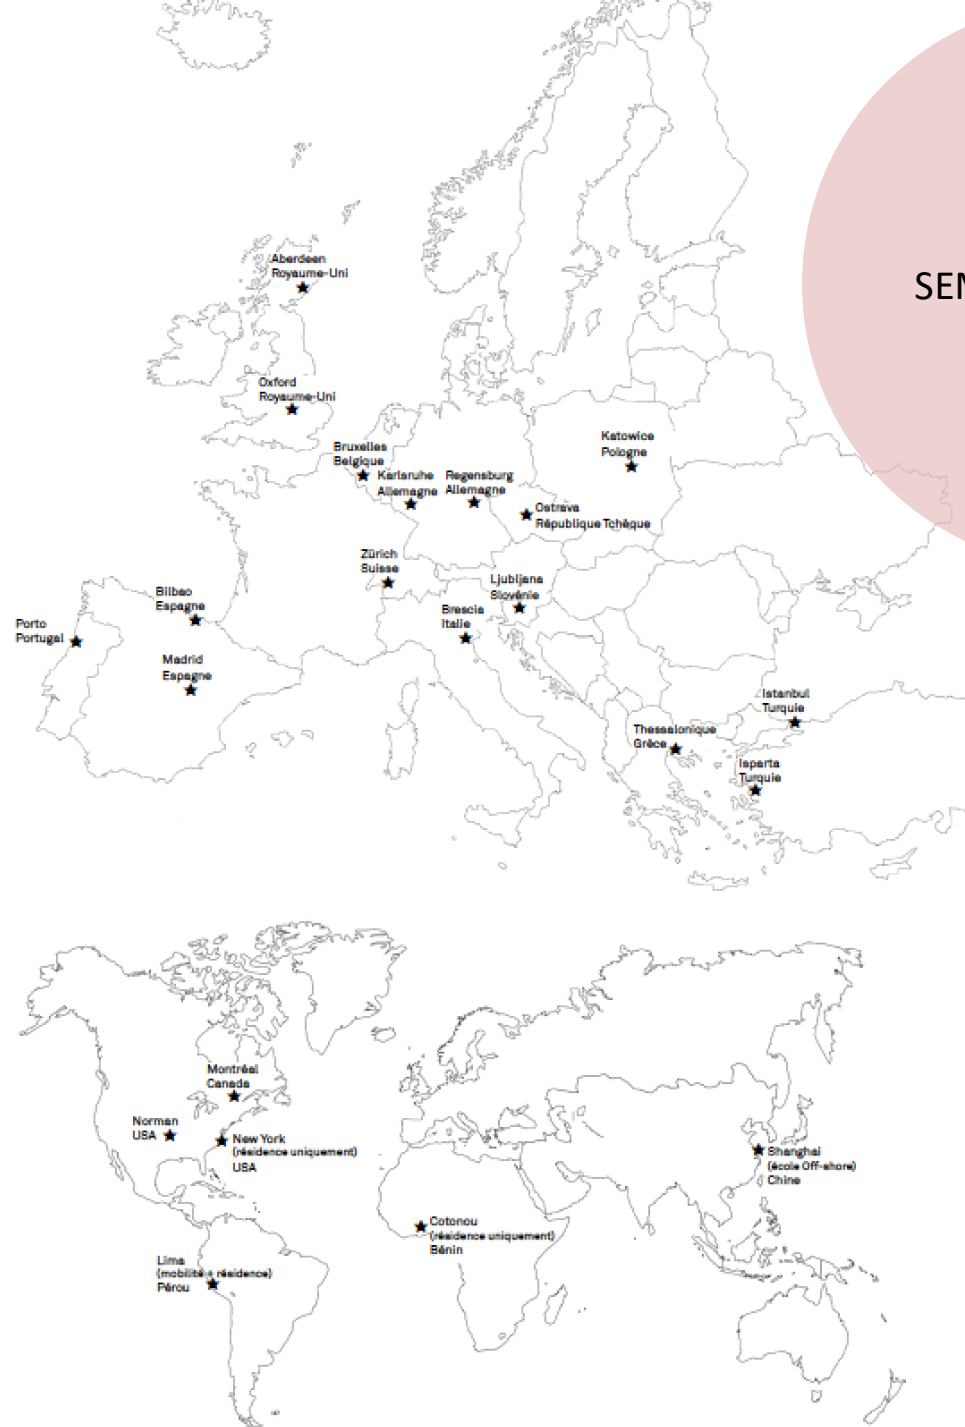 Aberdeen
Royaume-Uni
SEN
Oxford
Royaume-Uni
Bruxelles
Belgique
Karlsruhe
Allemagne
Regensburg
Allemagne
Katowice
Pologne
Ostrava
République Tchèque
Zürich
Suisse
Ljubljana
Slovénie
Bilbao
Espagne
Brescia
Italie
Porto
Portugal
Madrid
Espagne
Istanbul
Turquie
Thessalonique
Grèce
Isparta
Turquie
Montréal
Canada
Norman
USA
New York
(résidence uniquement)
USA
Shanghai
(école Off-shore)
Chine
Cotonou
(résidence uniquement)
Bénin
Lima
(mobilité + résidence)
Pérou